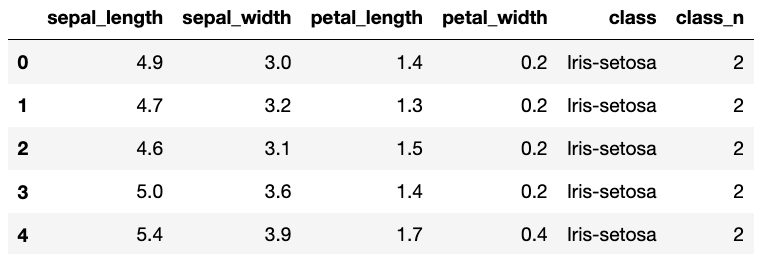 sepal_length sepal_width petal_length petal_width class class_n
0 4.9 3.0 1.4 0.2 Iris-setosa 2
1 4.7 3.2 1.3 0.2 Iris-setosa 2
2 4.6 3.1 1.5 0.2 Iris-setosa 2
3 5.0 3.6 1.4 0.2 Iris-setosa 2
4 5.4 3.9 1.7 0.4 Iris-setosa 2